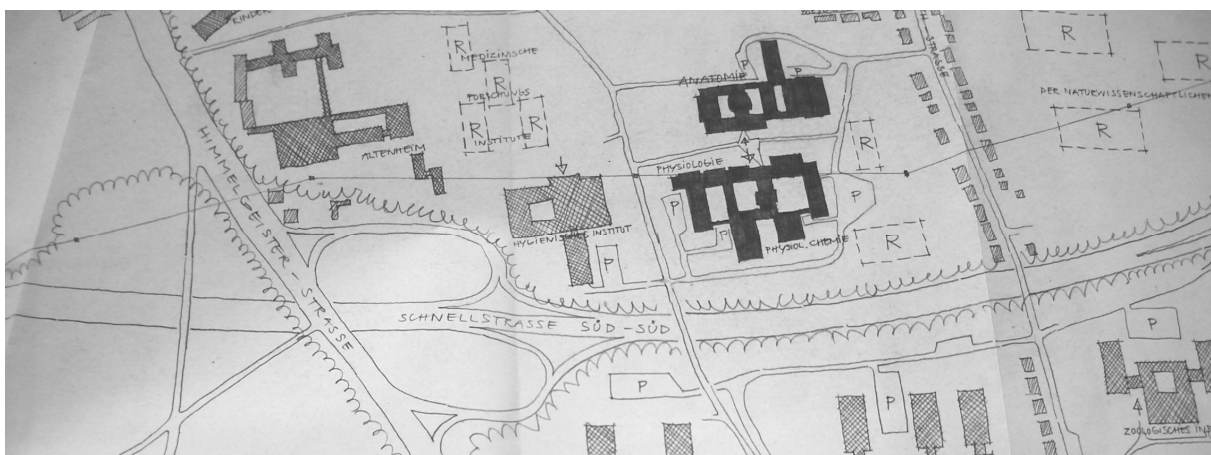 KINDER
R
MEDIZINISCHE
R
FORSCHUNGS
R
R
INSTITUTE
ALTENHEIM
HIMMELGEISTER-STRASSE
ANATOMIE
P
P
STRASSE
R
R
DER NATURWISSENSCHAFTLICHEN
R
R
PHYSIOLOGIE
P
P
P
PHYSIOL. CHEMIE
R
HYGIENISCHES INSTITUT
P
SCHNELLSTRASSE SÜD-SÜD
P
P
P
ZOOLOGISCHES